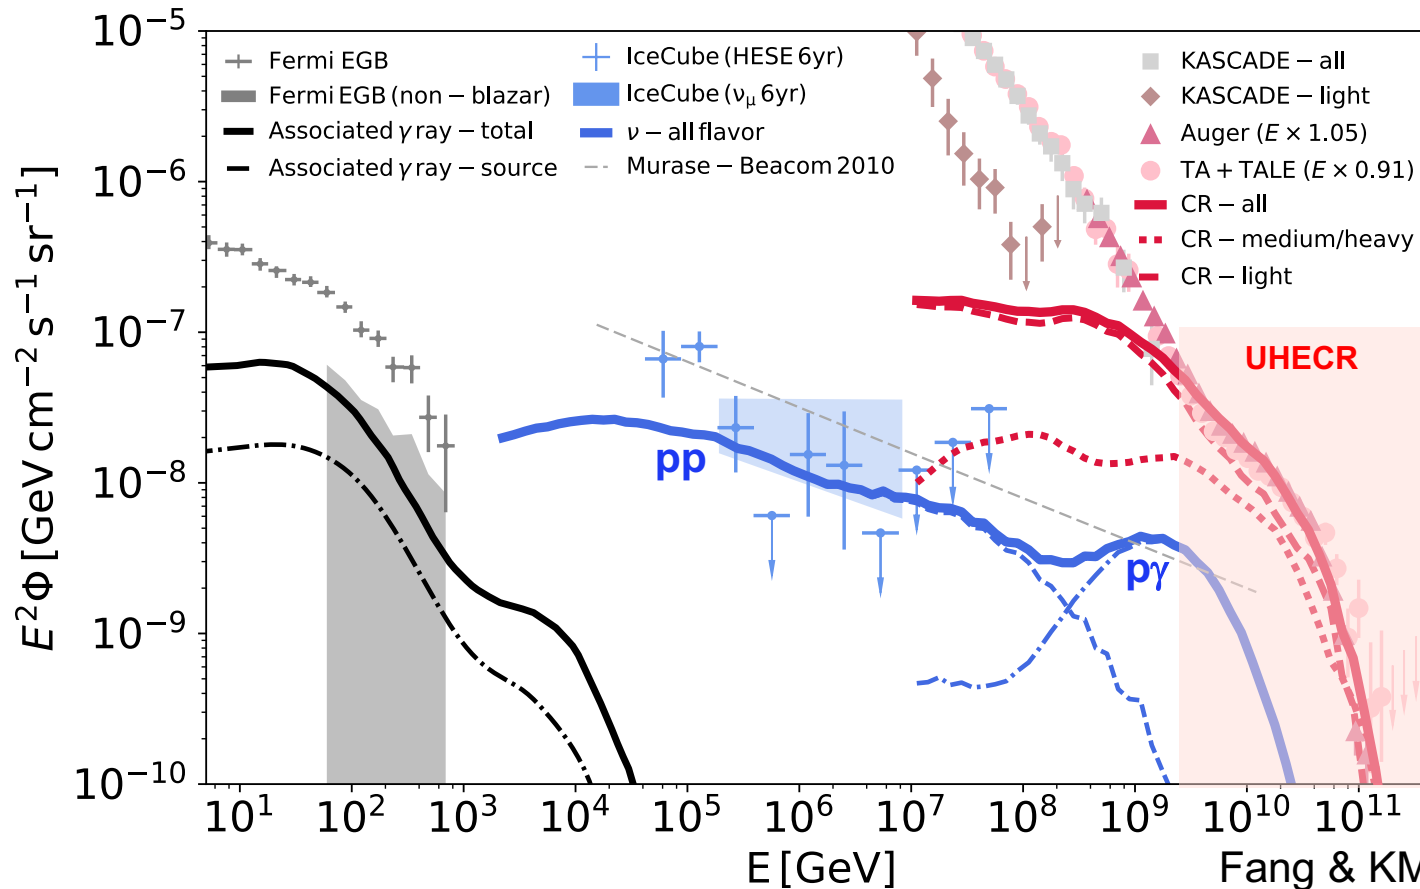 10⁻⁵
10⁻⁶
10⁻⁷
10⁻⁸
10⁻⁹
10⁻¹⁰
E²Φ [GeV cm⁻² s⁻¹ sr⁻¹]
Fermi EGB
Fermi EGB (non − blazar)
Associated γ ray − total
Associated γ ray − source
IceCube (HESE 6yr)
IceCube (νμ 6yr)
ν − all flavor
Murase − Beacom 2010
KASCADE − all
KASCADE − light
Auger (E × 1.05)
TA + TALE (E × 0.91)
CR − all
CR − medium/heavy
CR − light
UHECR
pp
pγ
10¹ 10² 10³ 10⁴ 10⁵ 10⁶ 10⁷ 10⁸ 10⁹ 10¹⁰ 10¹¹
E [GeV]
Fang & KM